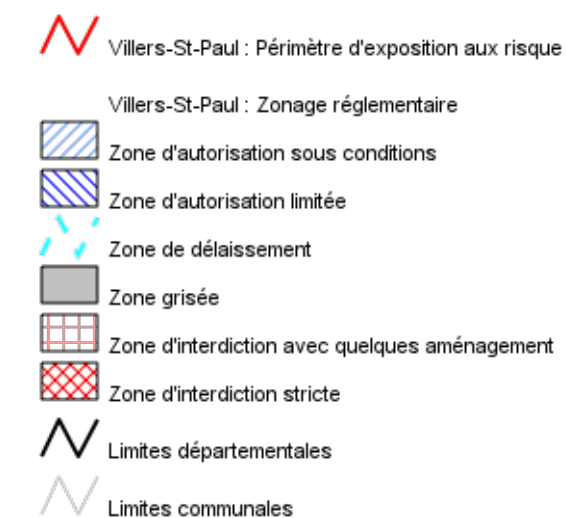 Villers-St-Paul : Périmètre d'exposition aux risque
Villers-St-Paul : Zonage réglementaire
Zone d'autorisation sous conditions
Zone d'autorisation limitée
Zone de délaissement
Zone grisée
Zone d'interdiction avec quelques aménagement
Zone d'interdiction stricte
Limites départementales
Limites communales